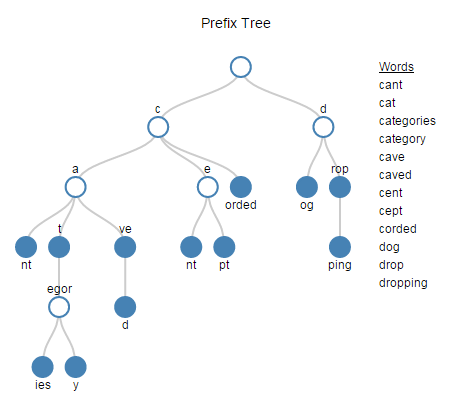 Prefix Tree
Words
cant
cat
categories
category
cave
caved
cent
cept
corded
dog
drop
dropping
c
d
a
e
orded
og
rop
nt
t
ve
nt
pt
ping
egor
d
ies
y